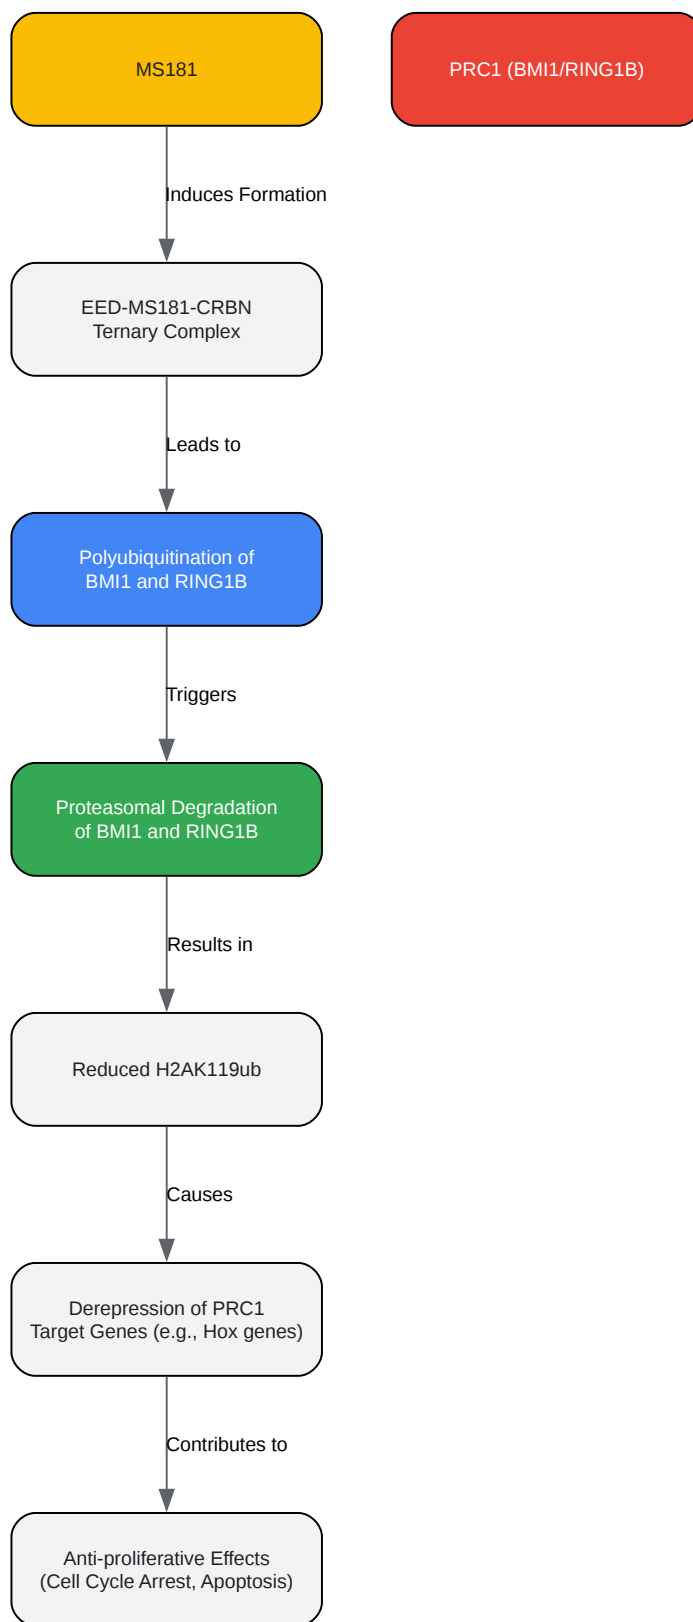 MS181
PRC1 (BMI1/RING1B)
Induces Formation
EED-MS181-CRBN
Ternary Complex
Leads to
Polyubiquitination of
BMI1 and RING1B
Triggers
Proteasomal Degradation
of BMI1 and RING1B
Results in
Reduced H2AK119ub
Causes
Derepression of PRC1
Target Genes (e.g., Hox genes)
Contributes to
Anti-proliferative Effects
(Cell Cycle Arrest, Apoptosis)